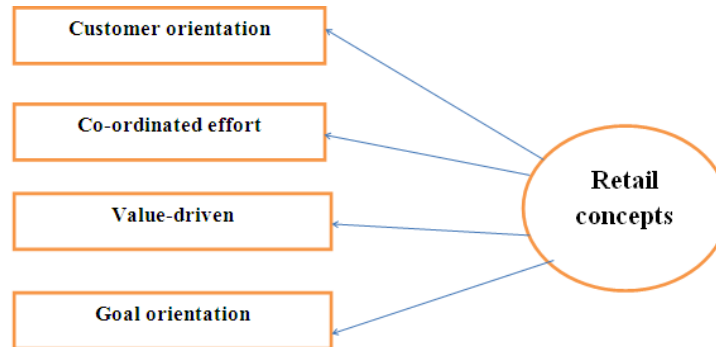 Customer orientation
Co-ordinated effort
Value-driven
Goal orientation
Retail
concepts